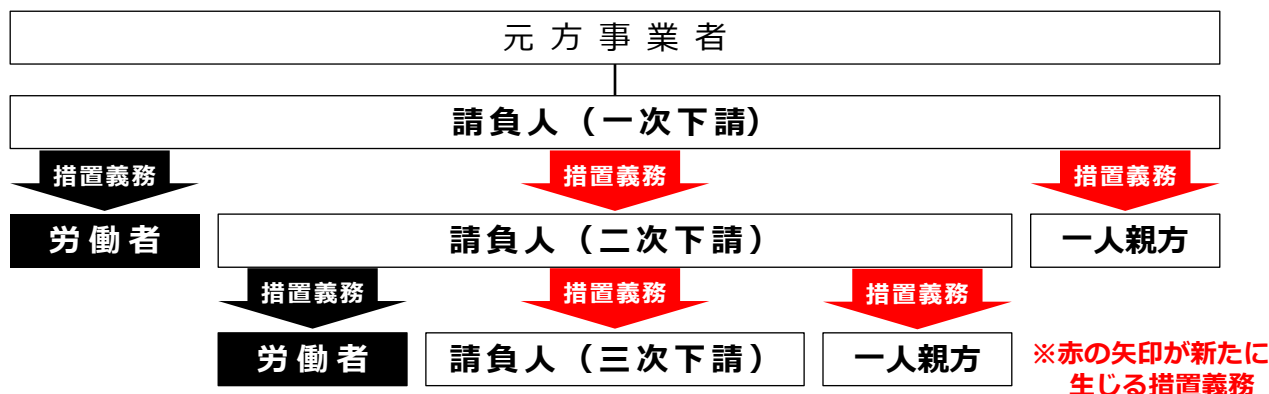 元方事業者
請負人（一次下請）
措置義務
措置義務
措置義務
労働者
請負人（二次下請）
一人親方
措置義務
措置義務
措置義務
労働者
請負人（三次下請）
一人親方
※赤の矢印が新たに
生じる措置義務